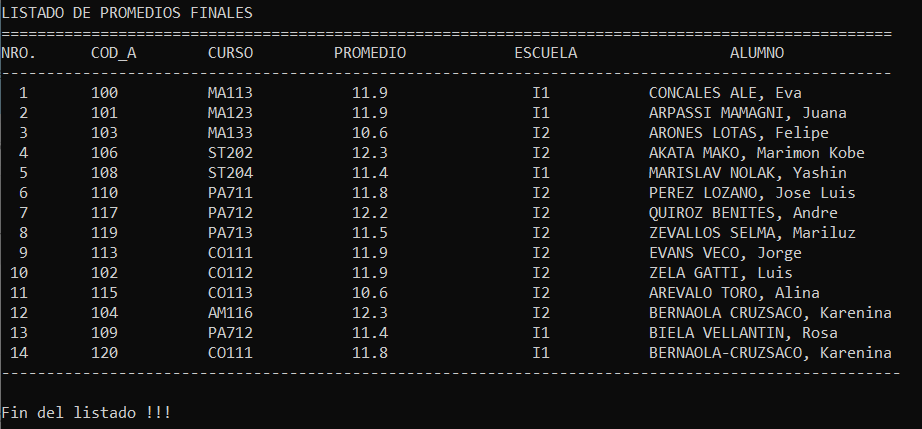 LISTADO DE PROMEDIOS FINALES
===================================================================================================
NRO.      COD_A        CURSO         PROMEDIO            ESCUELA                 ALUMNO
---------------------------------------------------------------------------------------------------
  1       100          MA113           11.9                I1           CONCALES ALE, Eva
  2       101          MA123           11.9                I1           ARPASSI MAMAGNI, Juana
  3       103          MA133           10.6                I2           ARONES LOTAS, Felipe
  4       106          ST202           12.3                I2           AKATA MAKO, Marimon Kobe
  5       108          ST204           11.4                I1           MARISLAV NOLAK, Yashin
  6       110          PA711           11.8                I2           PEREZ LOZANO, Jose Luis
  7       117          PA712           12.2                I2           QUIROZ BENITES, Andre
  8       119          PA713           11.5                I2           ZEVALLOS SELMA, Mariluz
  9       113          CO111           11.9                I2           EVANS VECO, Jorge
 10       102          CO112           11.9                I2           ZELA GATTI, Luis
 11       115          CO113           10.6                I2           AREVALO TORO, Alina
 12       104          AM116           12.3                I2           BERNAOLA CRUZSACO, Karenina
 13       109          PA712           11.4                I1           BIELA VELLANTIN, Rosa
 14       120          CO111           11.8                I1           BERNAOLA-CRUZSACO, Karenina
----------------------------------------------------------------------------------------------------
Fin del listado !!!